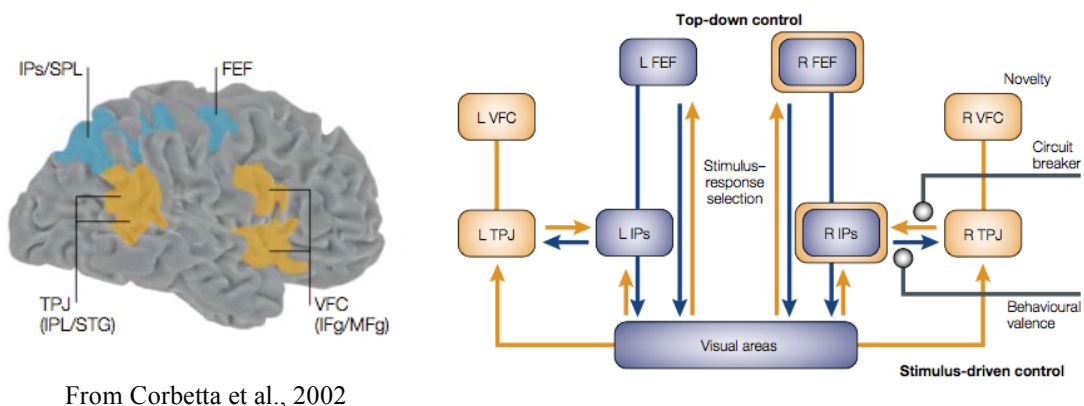 IPs/SPL
FEF
TPJ
(IPL/STG)
VFC
(IFg/MFg)
From Corbetta et al., 2002
Top-down control
L FEF
R FEF
Novelty
L VFC
R VFC
Circuit
breaker
Stimulus–
response
selection
L TPJ
L IPs
R IPs
R TPJ
Behavioural
valence
Visual areas
Stimulus-driven control